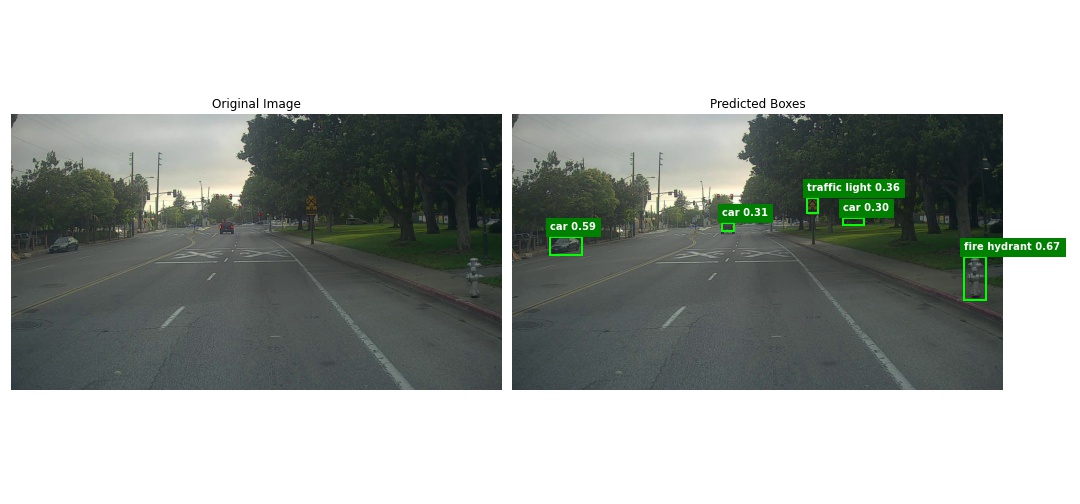 Original Image
Predicted Boxes
traffic light 0.36
car 0.30
car 0.31
car 0.59
fire hydrant 0.67